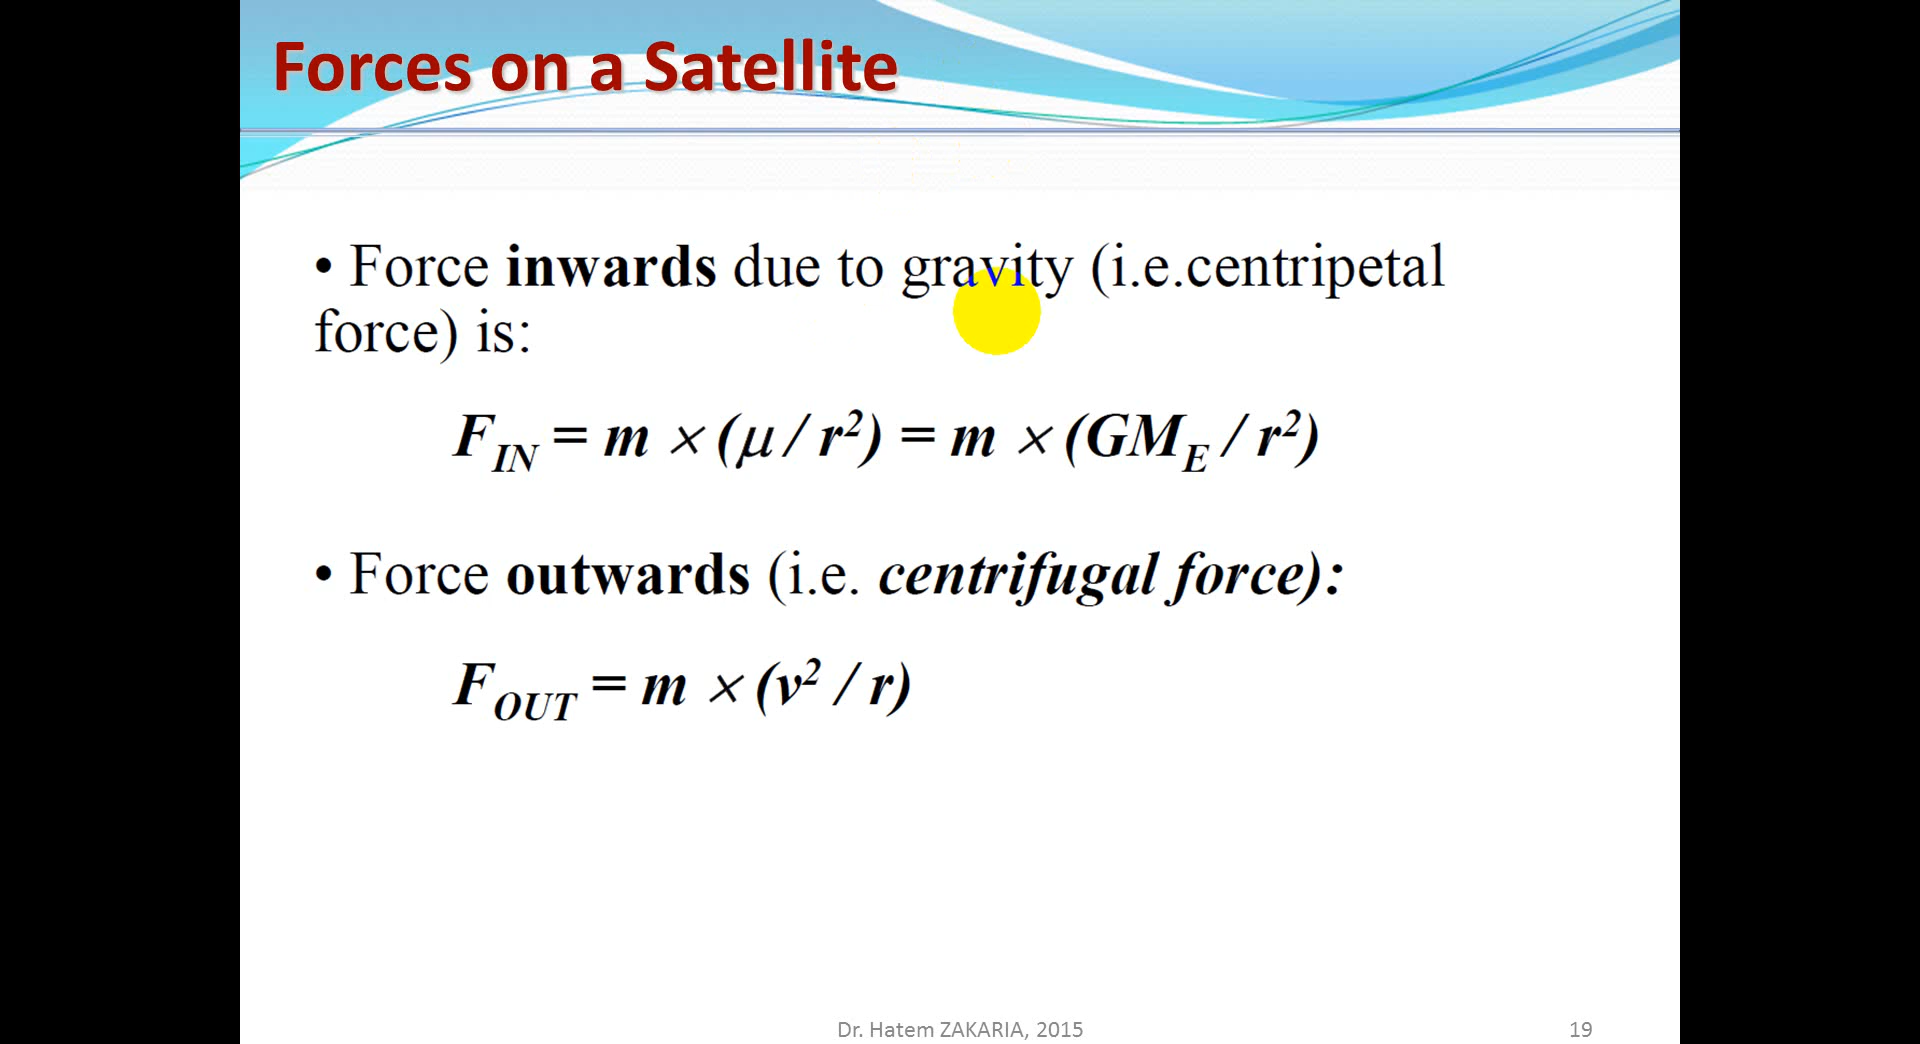 Forces on a Satellite
• Force inwards due to gravity (i.e.centripetal
force) is:
F_IN = m × (μ / r²) = m × (GM_E / r²)
• Force outwards (i.e. centrifugal force):
F_OUT = m × (v² / r)
Dr. Hatem ZAKARIA, 2015
19